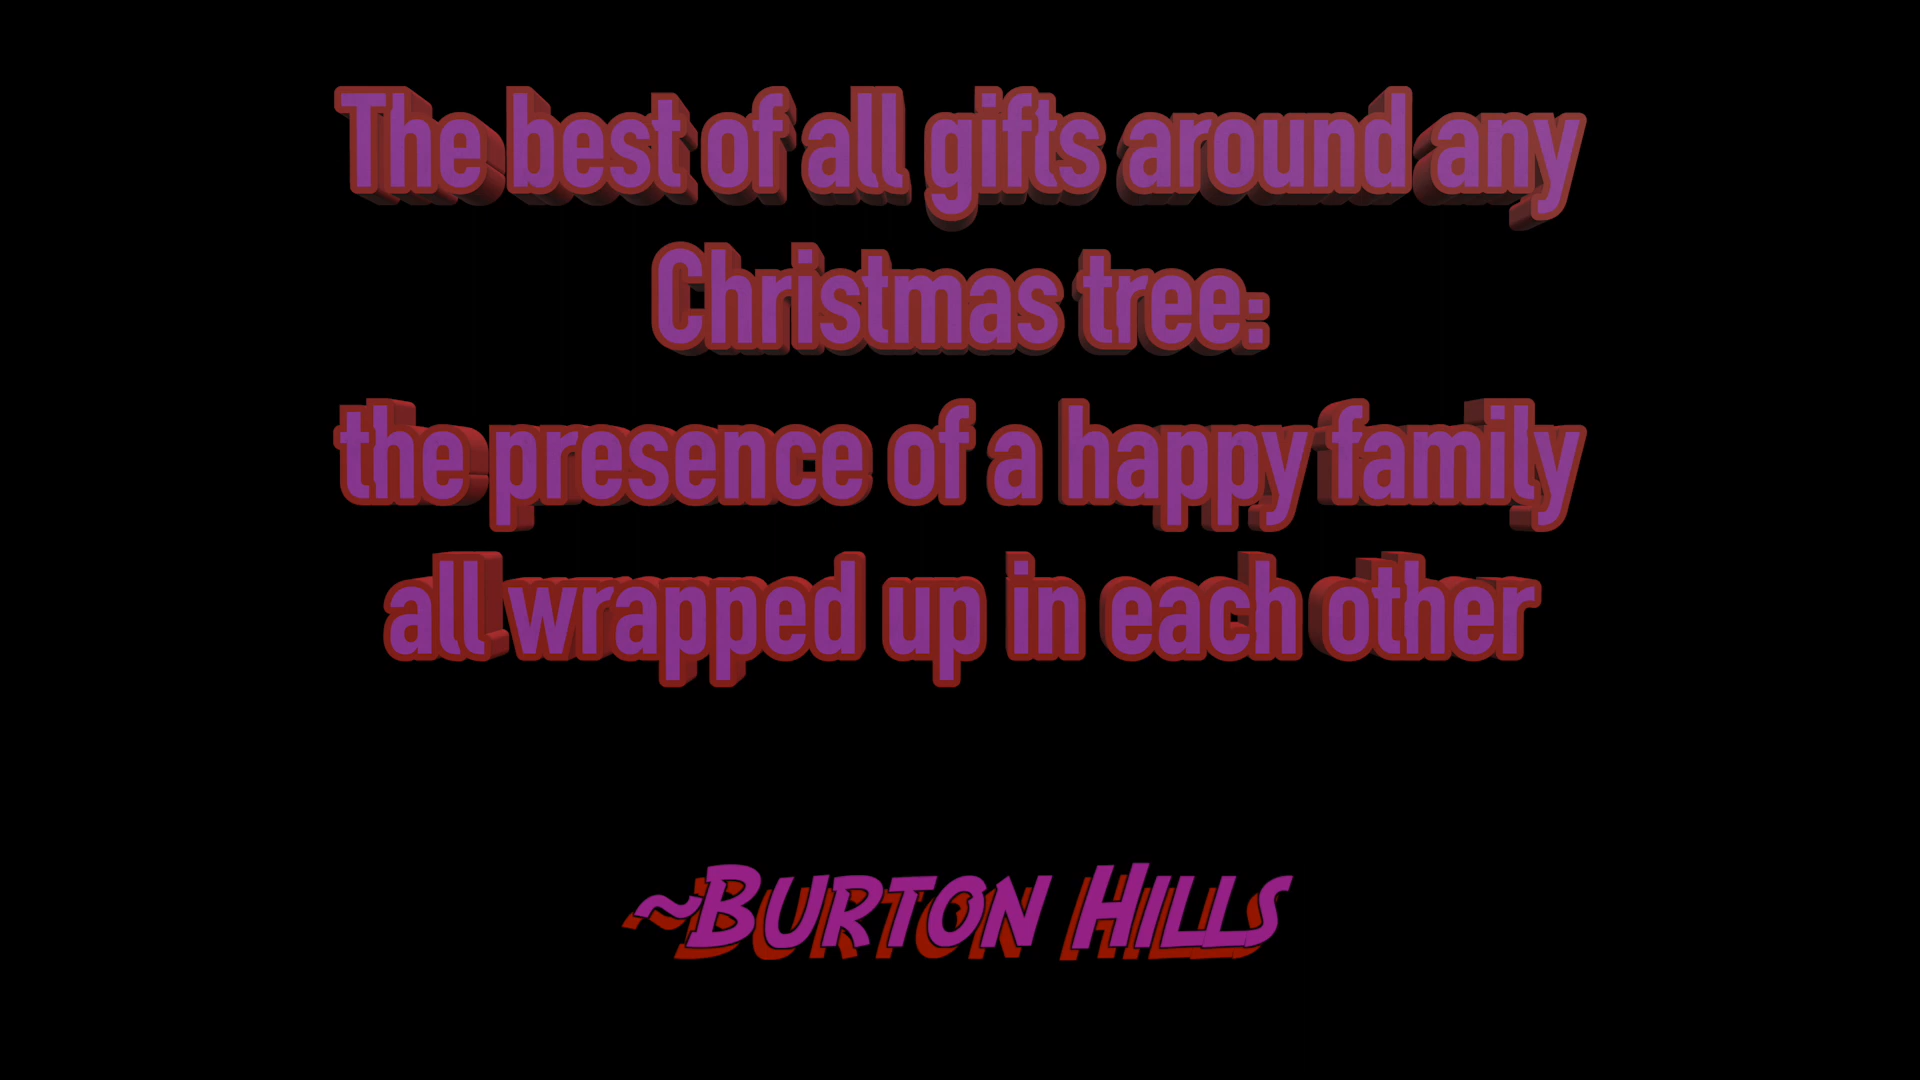 The best of all gifts around any
Christmas tree:
the presence of a happy family
all wrapped up in each other
~Burton Hills